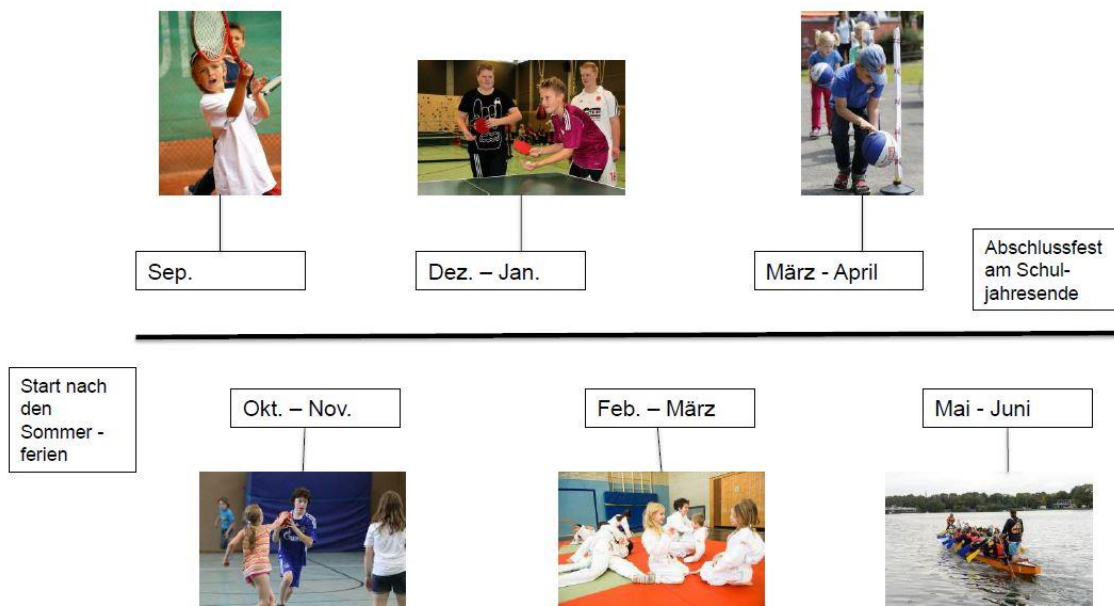 Sep.
Dez. – Jan.
März - April
Abschlussfest
am Schul-
jahresende
Start nach
den
Sommer -
ferien
Okt. – Nov.
Feb. – März
Mai - Juni